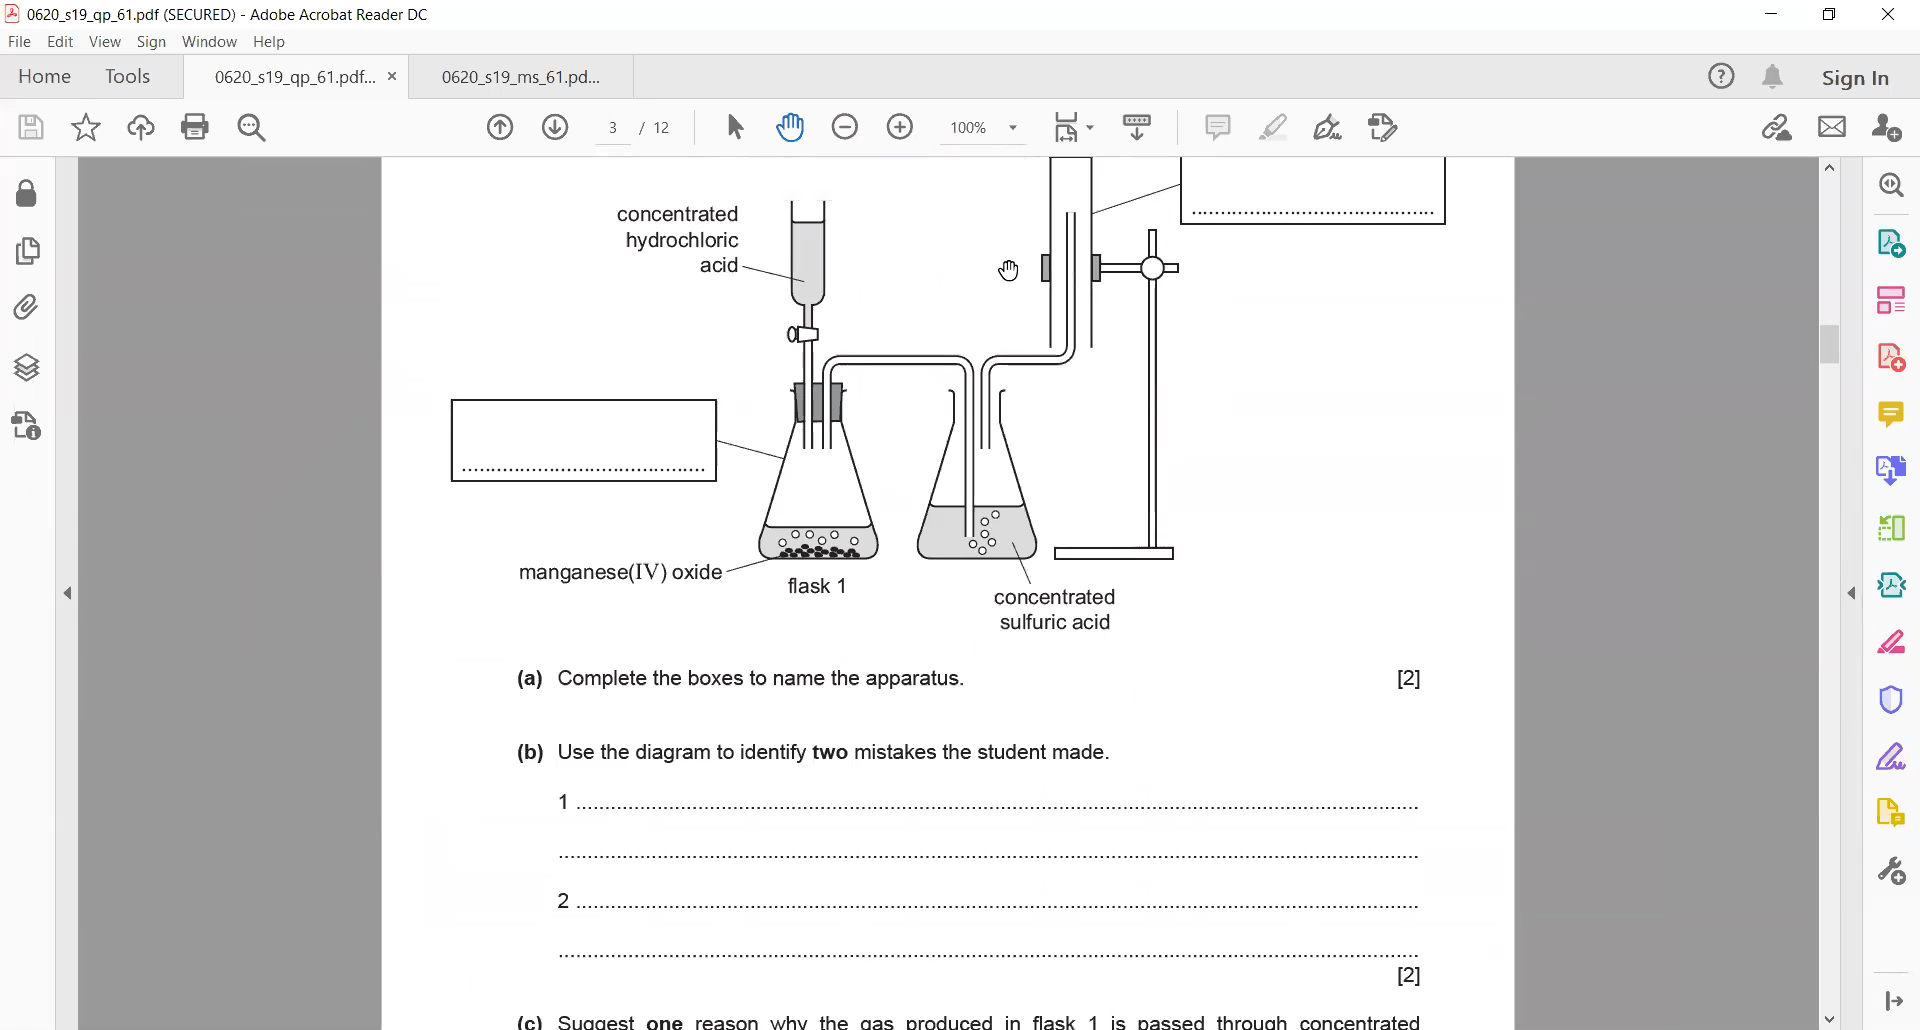 0620_s19_qp_61.pdf (SECURED) - Adobe Acrobat Reader DC
File Edit View Sign Window Help
Home Tools 0620_s19_qp_61.pdf... × 0620_s19_ms_61.pd... Sign In
3 / 12 100%
concentrated
hydrochloric
acid
manganese(IV) oxide
flask 1
concentrated
sulfuric acid
(a) Complete the boxes to name the apparatus. [2]
(b) Use the diagram to identify two mistakes the student made.
1
2
[2]
(c) Suggest one reason why the gas produced in flask 1 is passed through concentrated